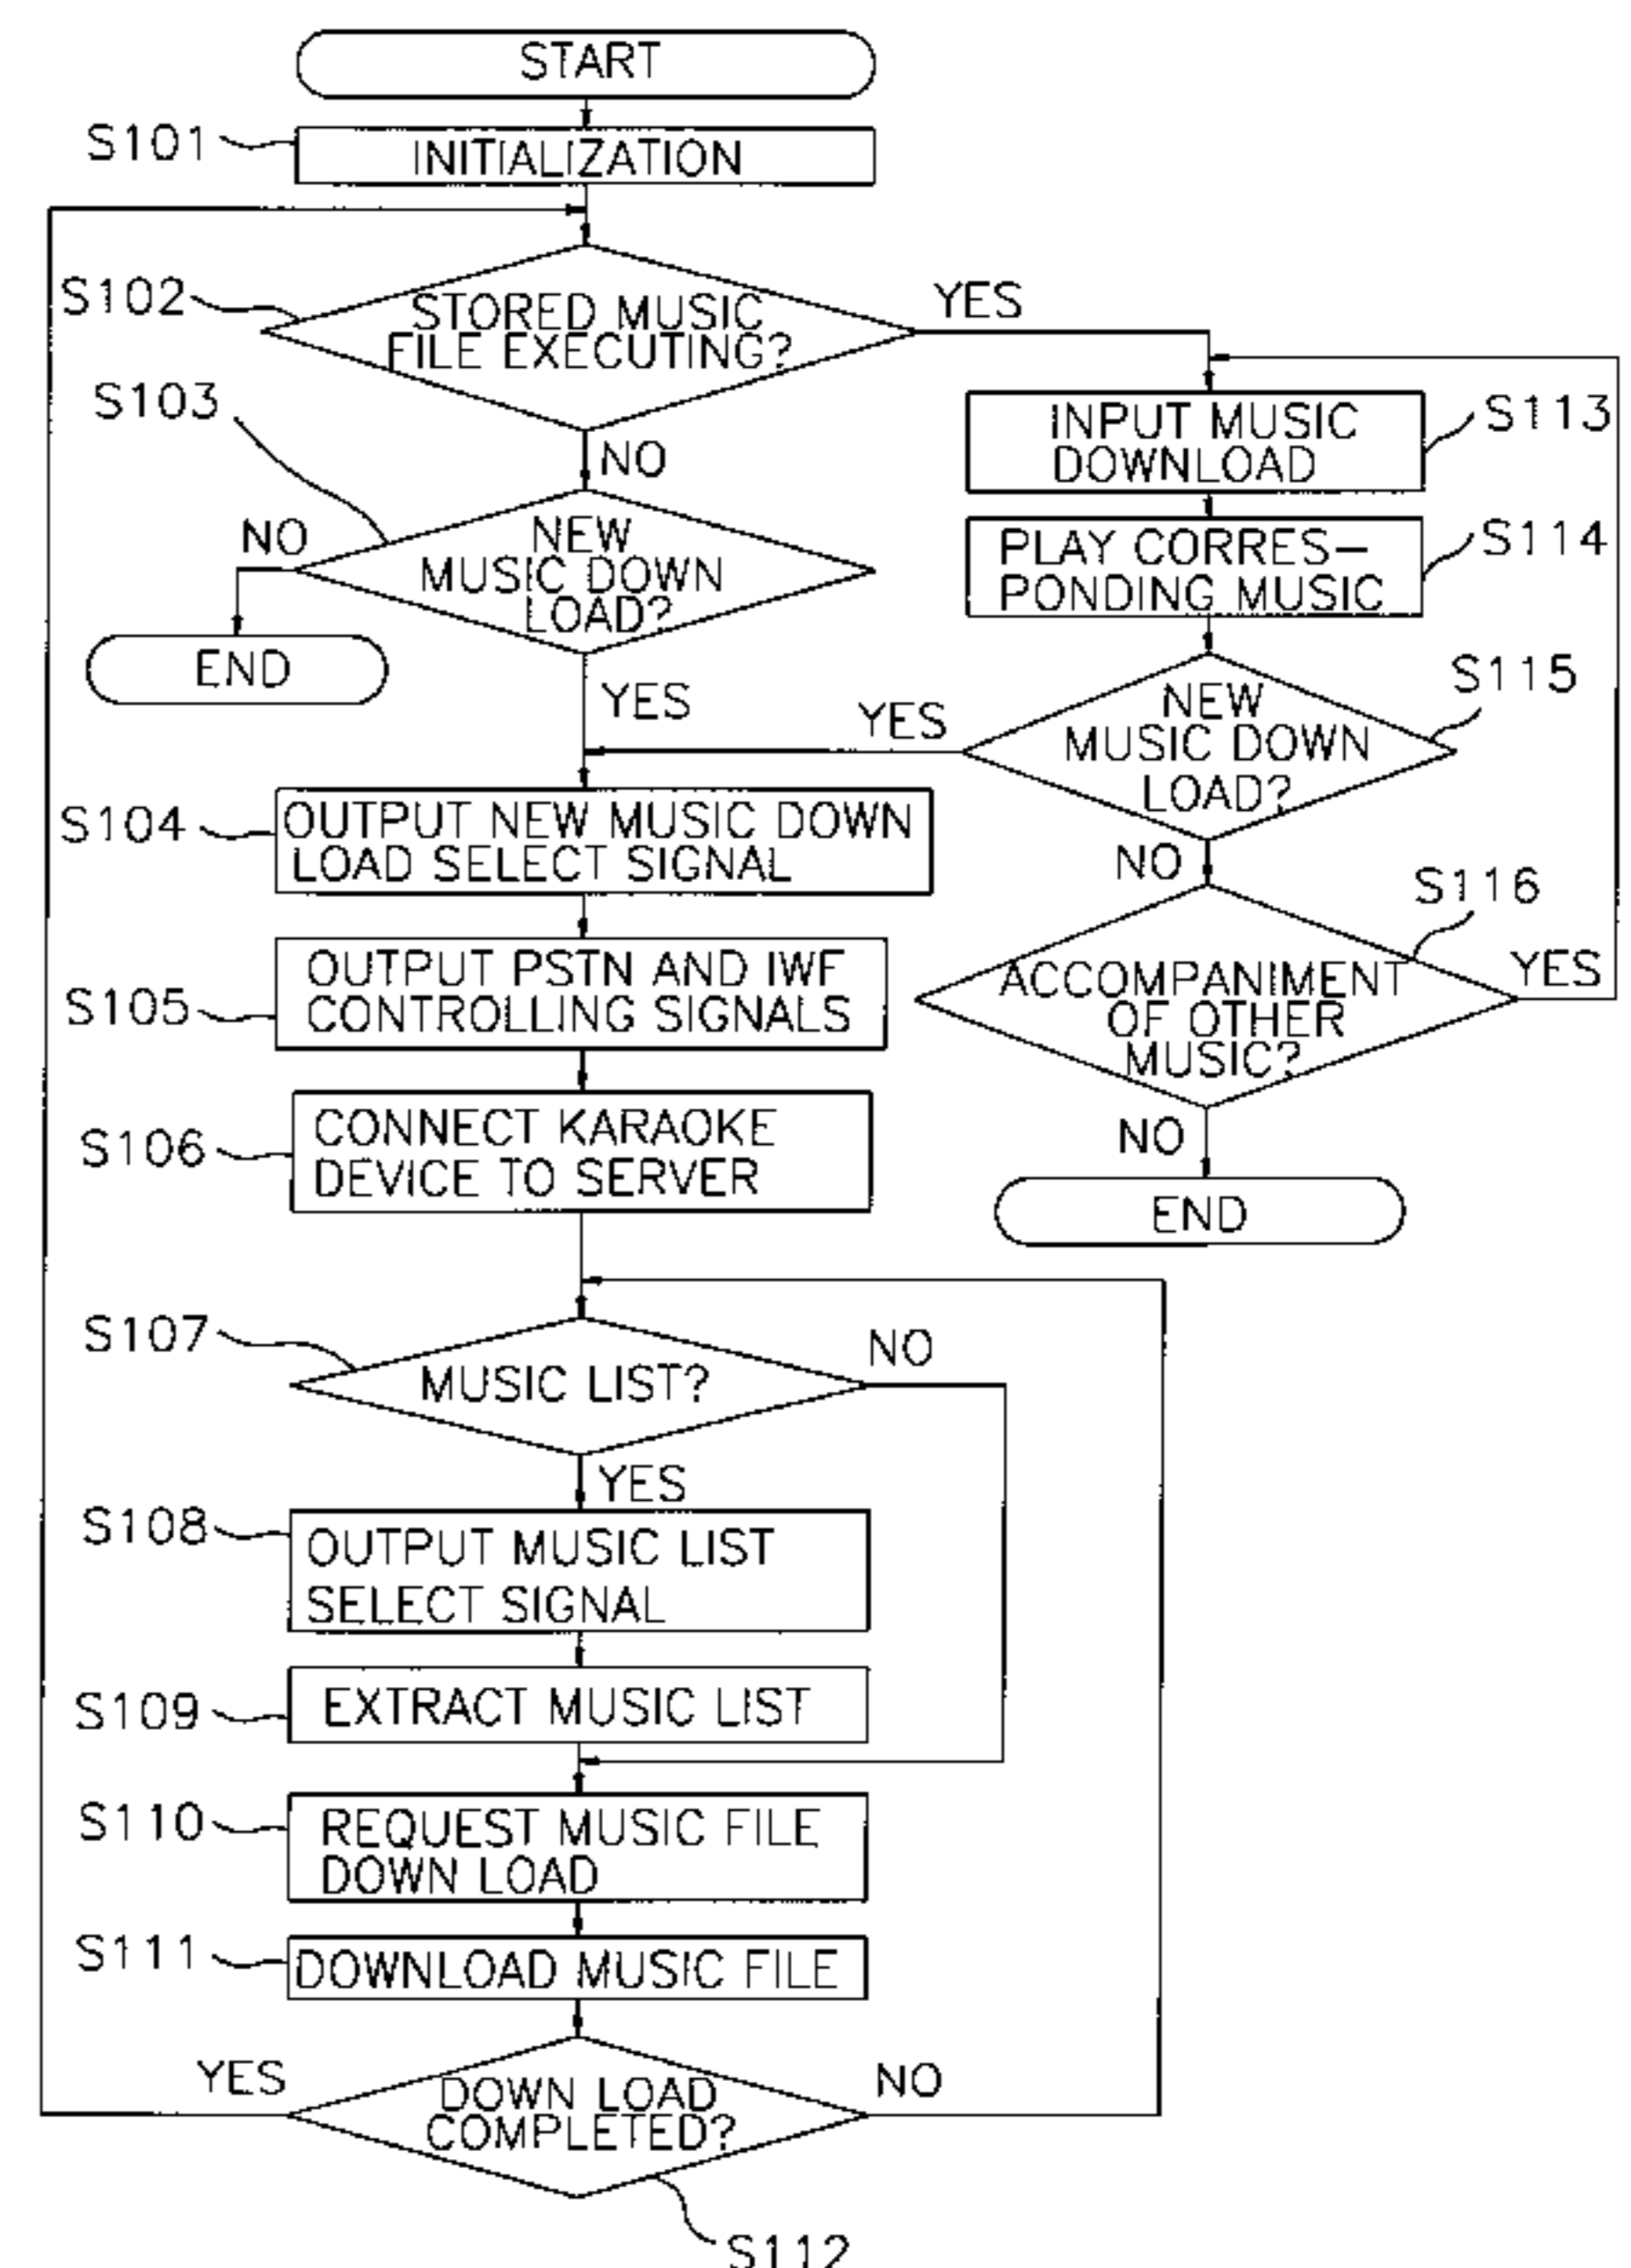 START
S101
INITIALIZATION
S102
STORED MUSIC
FILE EXECUTING?
YES
S103
NO
INPUT MUSIC
DOWNLOAD
S113
NO
NEW
MUSIC DOWN
LOAD?
PLAY CORRES-
PONDING MUSIC
S114
END
YES
YES
NEW
MUSIC DOWN
LOAD?
S115
S104
OUTPUT NEW MUSIC DOWN
LOAD SELECT SIGNAL
NO
S116
S105
OUTPUT PSTN AND IWF
CONTROLLING SIGNALS
ACCOMPANIMENT
OF OTHER
MUSIC?
YES
S106
CONNECT KARAOKE
DEVICE TO SERVER
NO
END
S107
MUSIC LIST?
NO
YES
S108
OUTPUT MUSIC LIST
SELECT SIGNAL
S109
EXTRACT MUSIC LIST
S110
REQUEST MUSIC FILE
DOWN LOAD
S111
DOWNLOAD MUSIC FILE
YES
DOWN LOAD
COMPLETED?
NO
S112